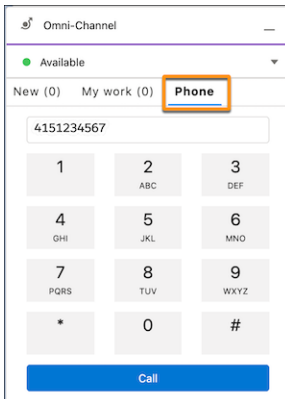 Omni-Channel
Available
New (0) My work (0) Phone
4151234567
1 2 3
ABC DEF
4 5 6
GHI JKL MNO
7 8 9
PQRS TUV WXYZ
* 0 #
Call